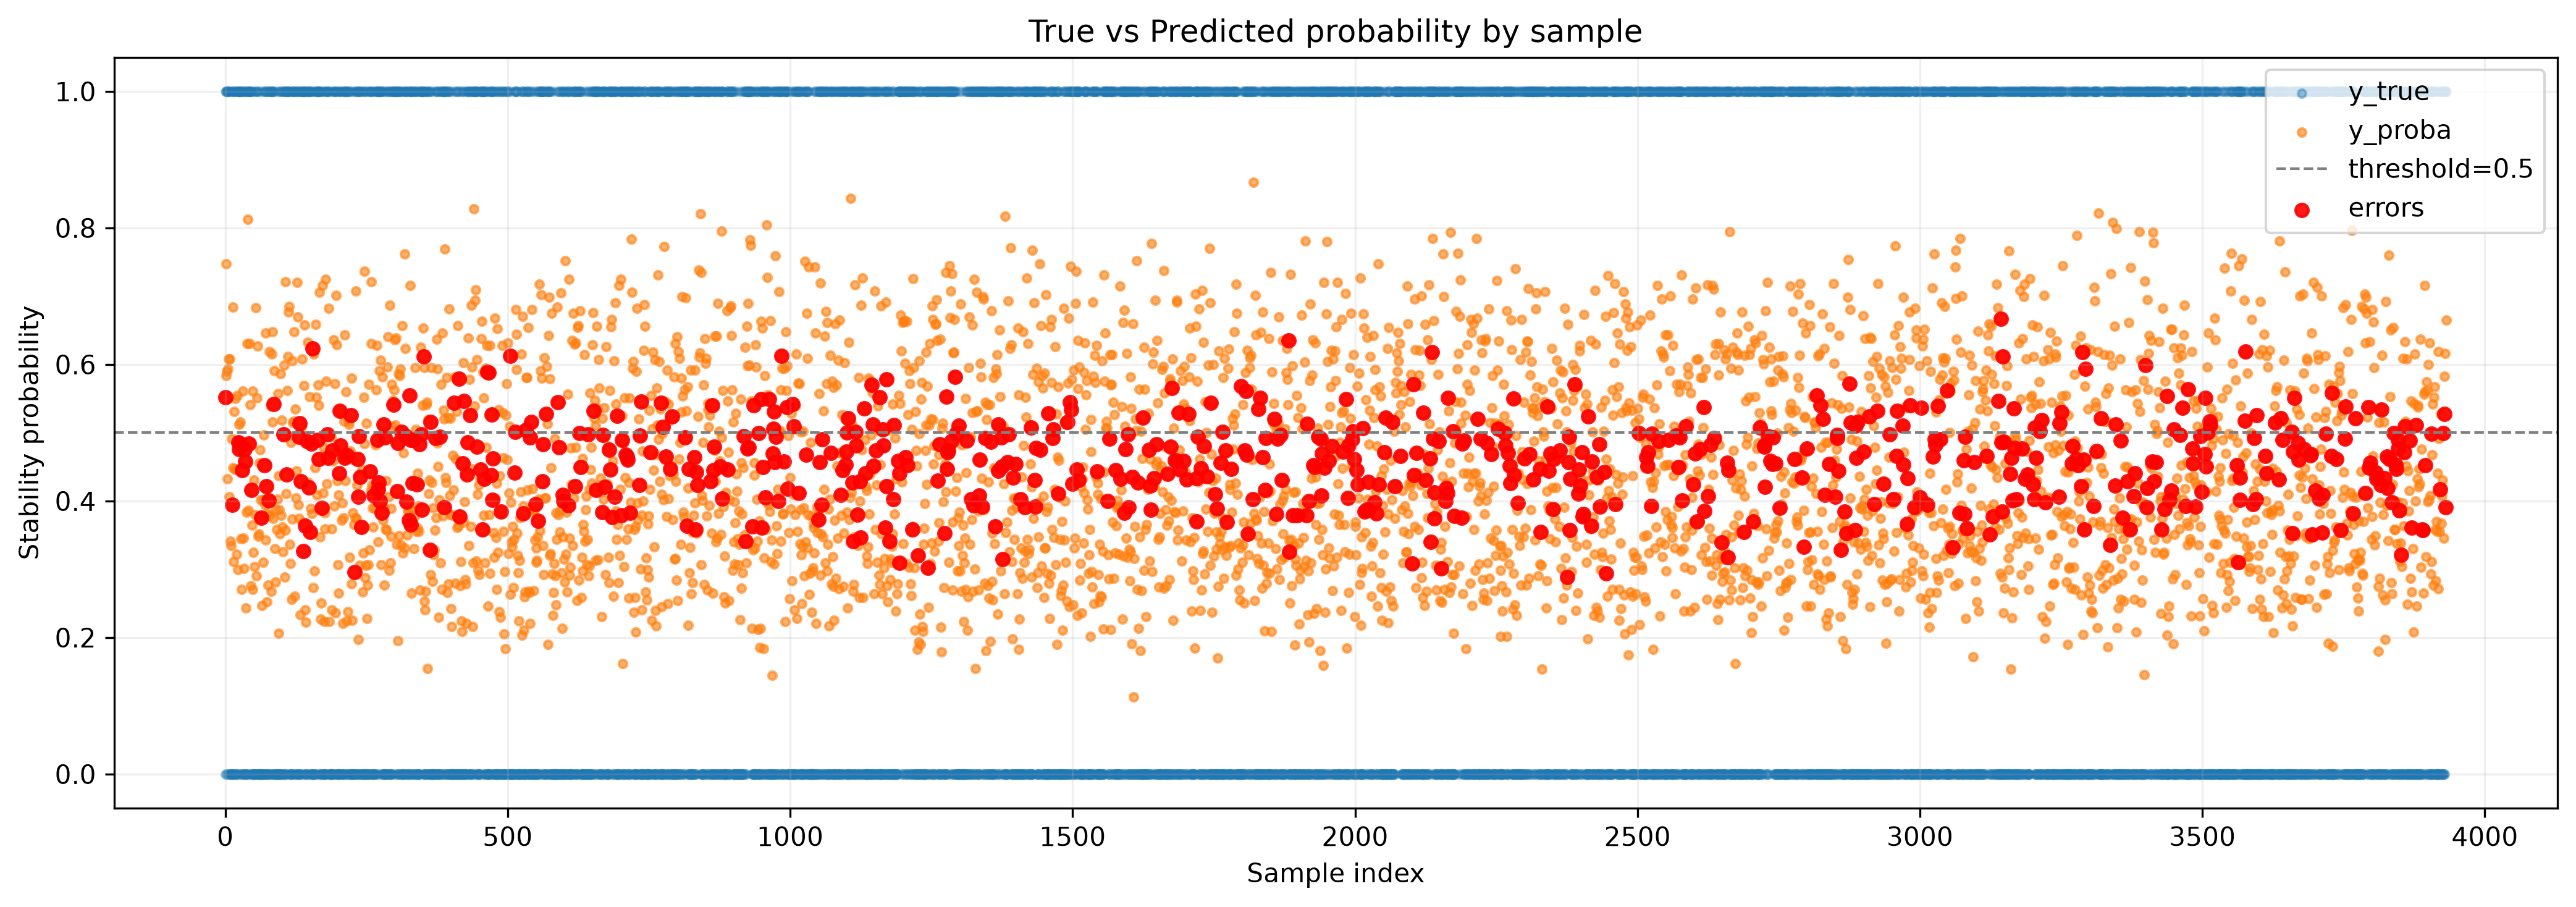 True vs Predicted probability by sample
Stability probability
1.0
0.8
0.6
0.4
0.2
0.0
y_true
y_proba
threshold=0.5
errors
0 500 1000 1500 2000 2500 3000 3500 4000
Sample index